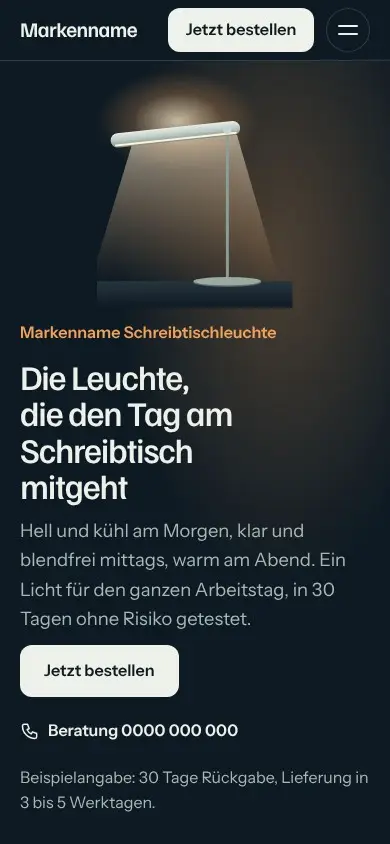 Markenname
Jetzt bestellen
Markenname Schreibtischleuchte
Die Leuchte,
die den Tag am
Schreibtisch
mitgeht
Hell und kühl am Morgen, klar und
blendfrei mittags, warm am Abend. Ein
Licht für den ganzen Arbeitstag, in 30
Tagen ohne Risiko getestet.
Jetzt bestellen
Beratung 0000 000 000
Beispielangabe: 30 Tage Rückgabe, Lieferung in
3 bis 5 Werktagen.